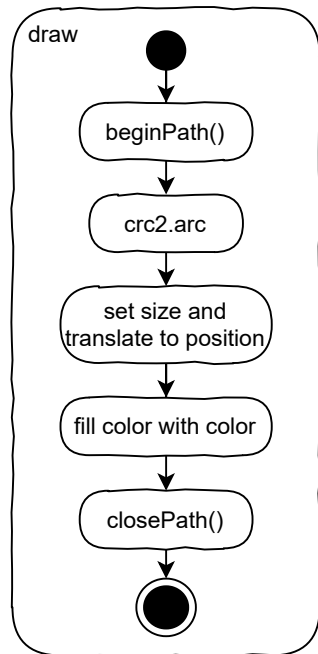 draw
beginPath()
crc2.arc
set size and
translate to position
fill color with color
closePath()